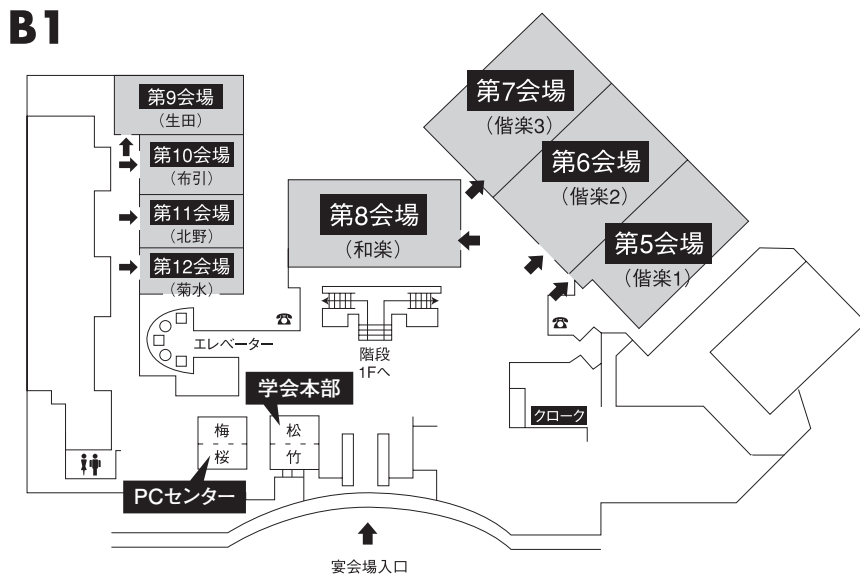 B1
第9会場
(生田)
第10会場
(布引)
第11会場
(北野)
第12会場
(菊水)
第8会場
(和楽)
第7会場
(偕楽3)
第6会場
(偕楽2)
第5会場
(偕楽1)
エレベーター
階段
1Fへ
学会本部
梅
桜
松
竹
PCセンター
クローク
宴会場入口